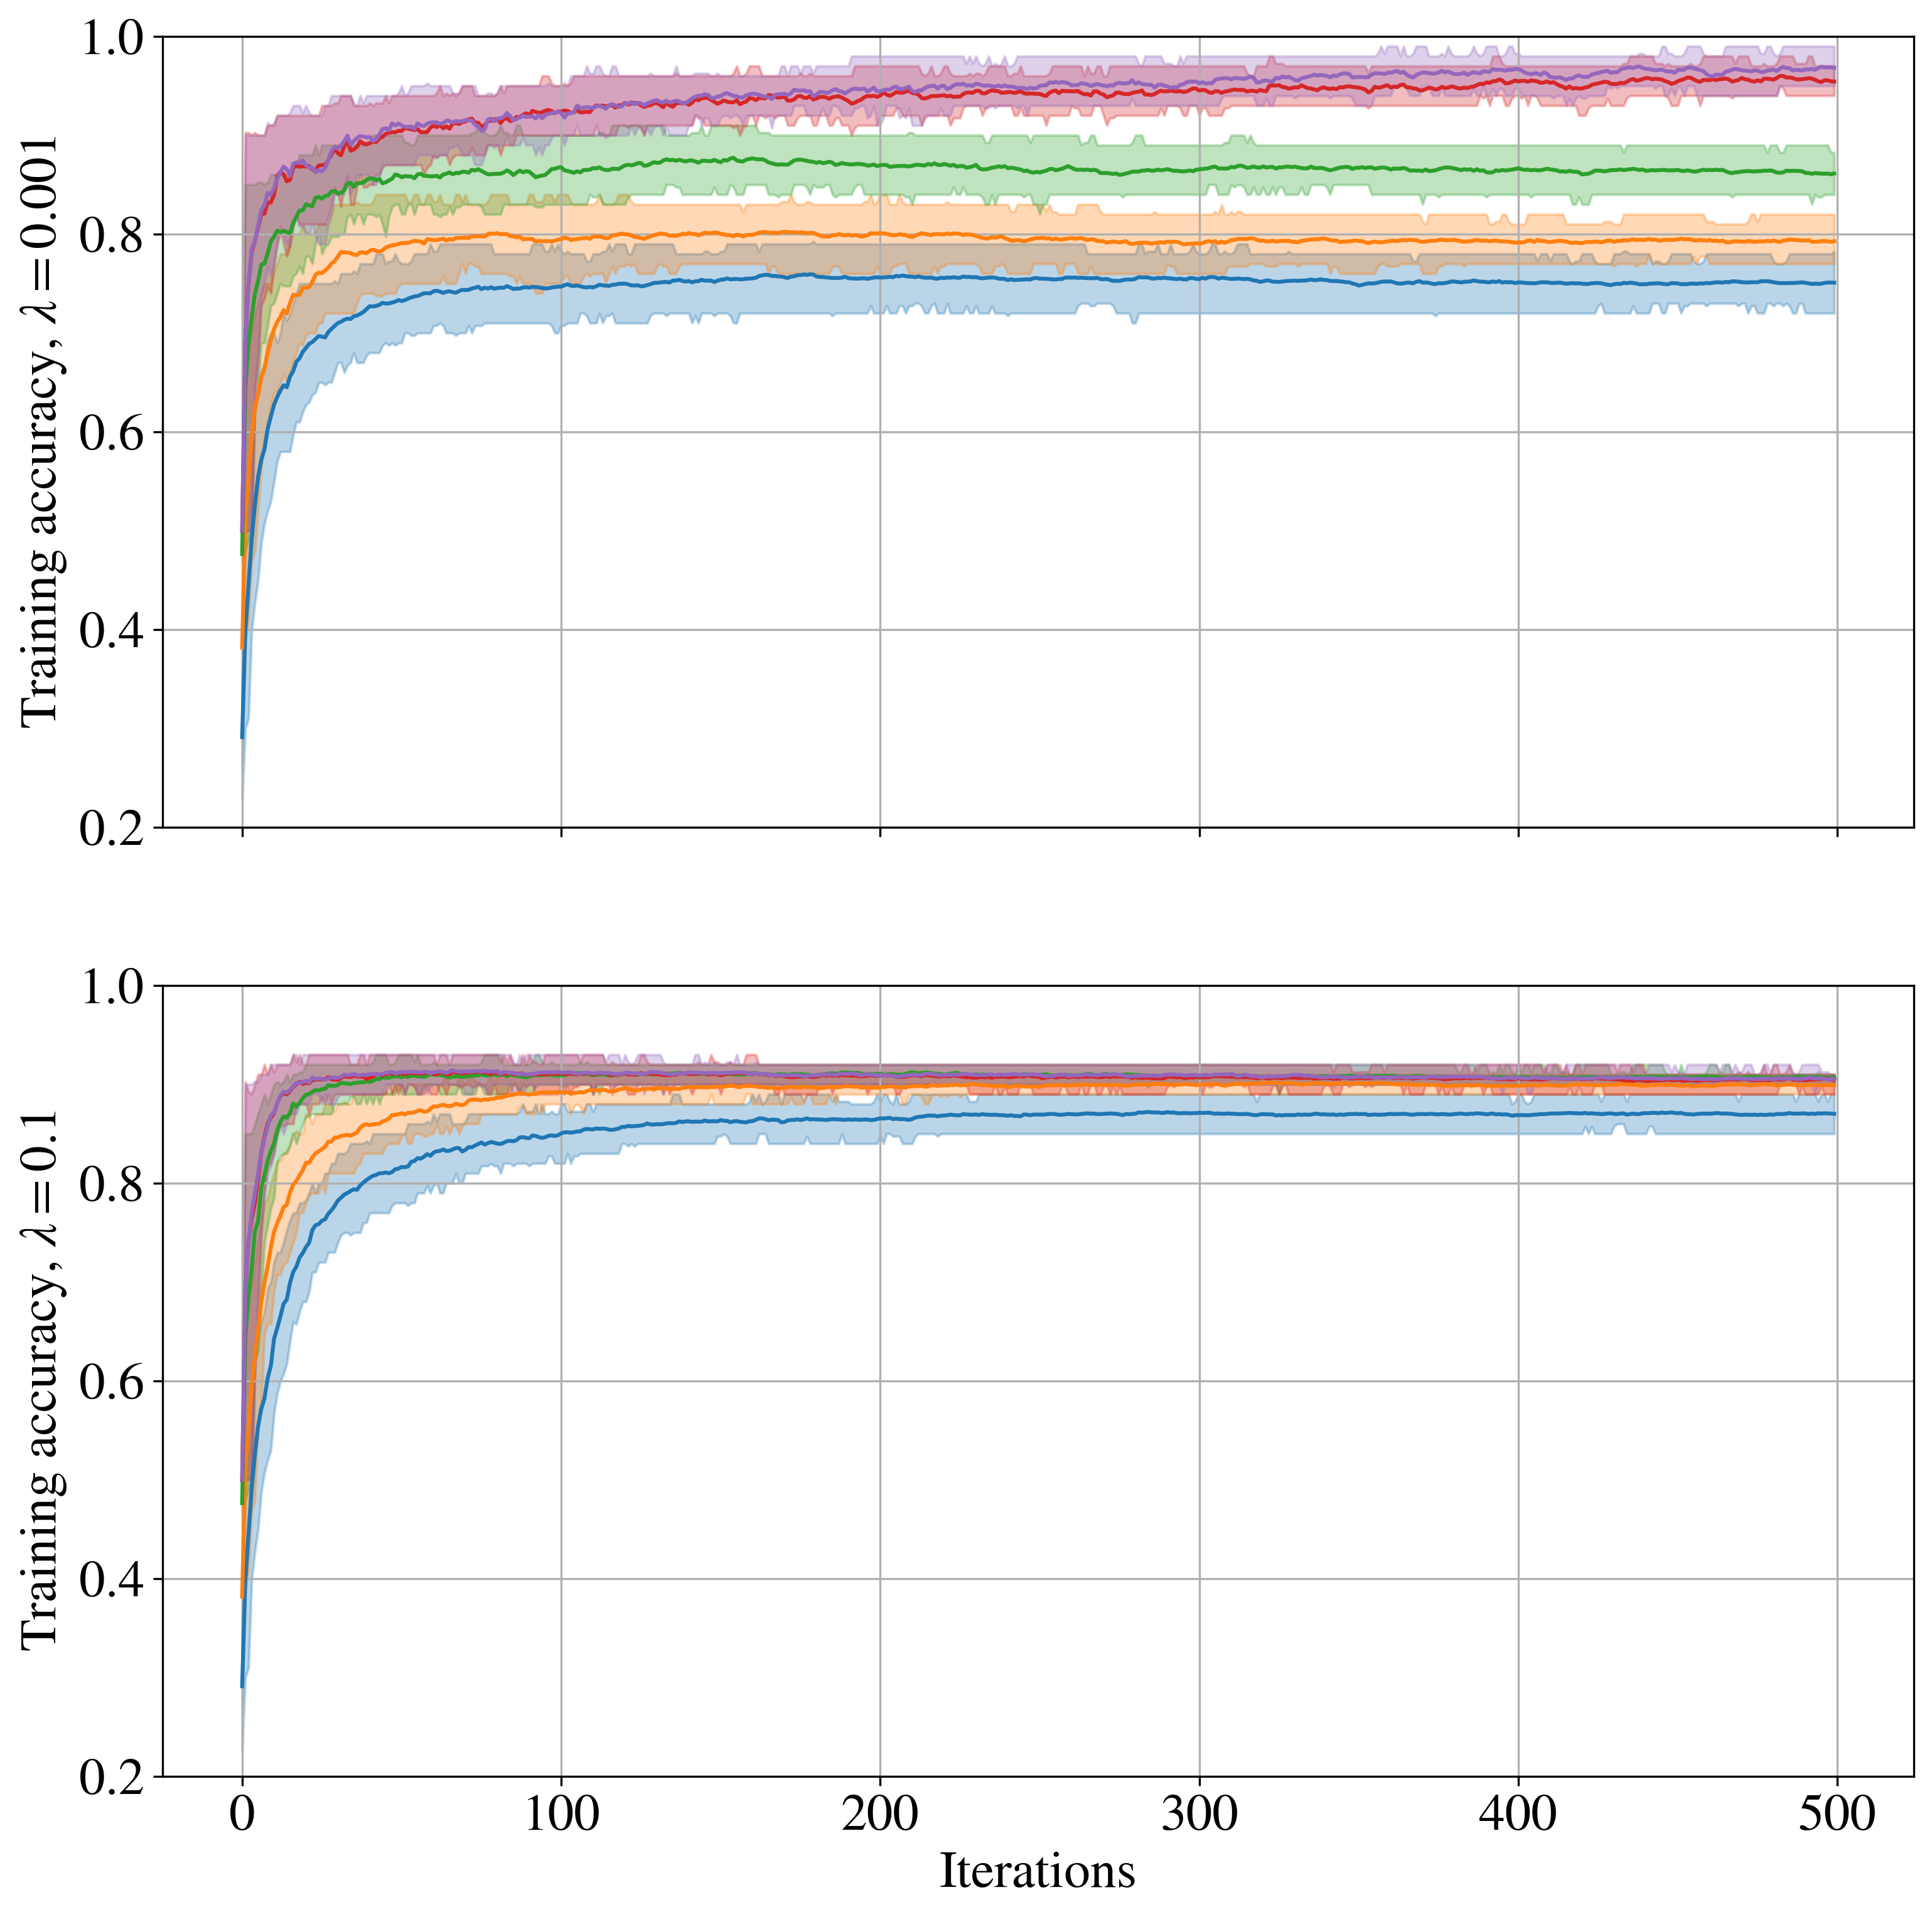 Training accuracy, λ = 0.001
1.0
0.8
0.6
0.4
0.2
Training accuracy, λ = 0.1
1.0
0.8
0.6
0.4
0.2
0 100 200 300 400 500
Iterations